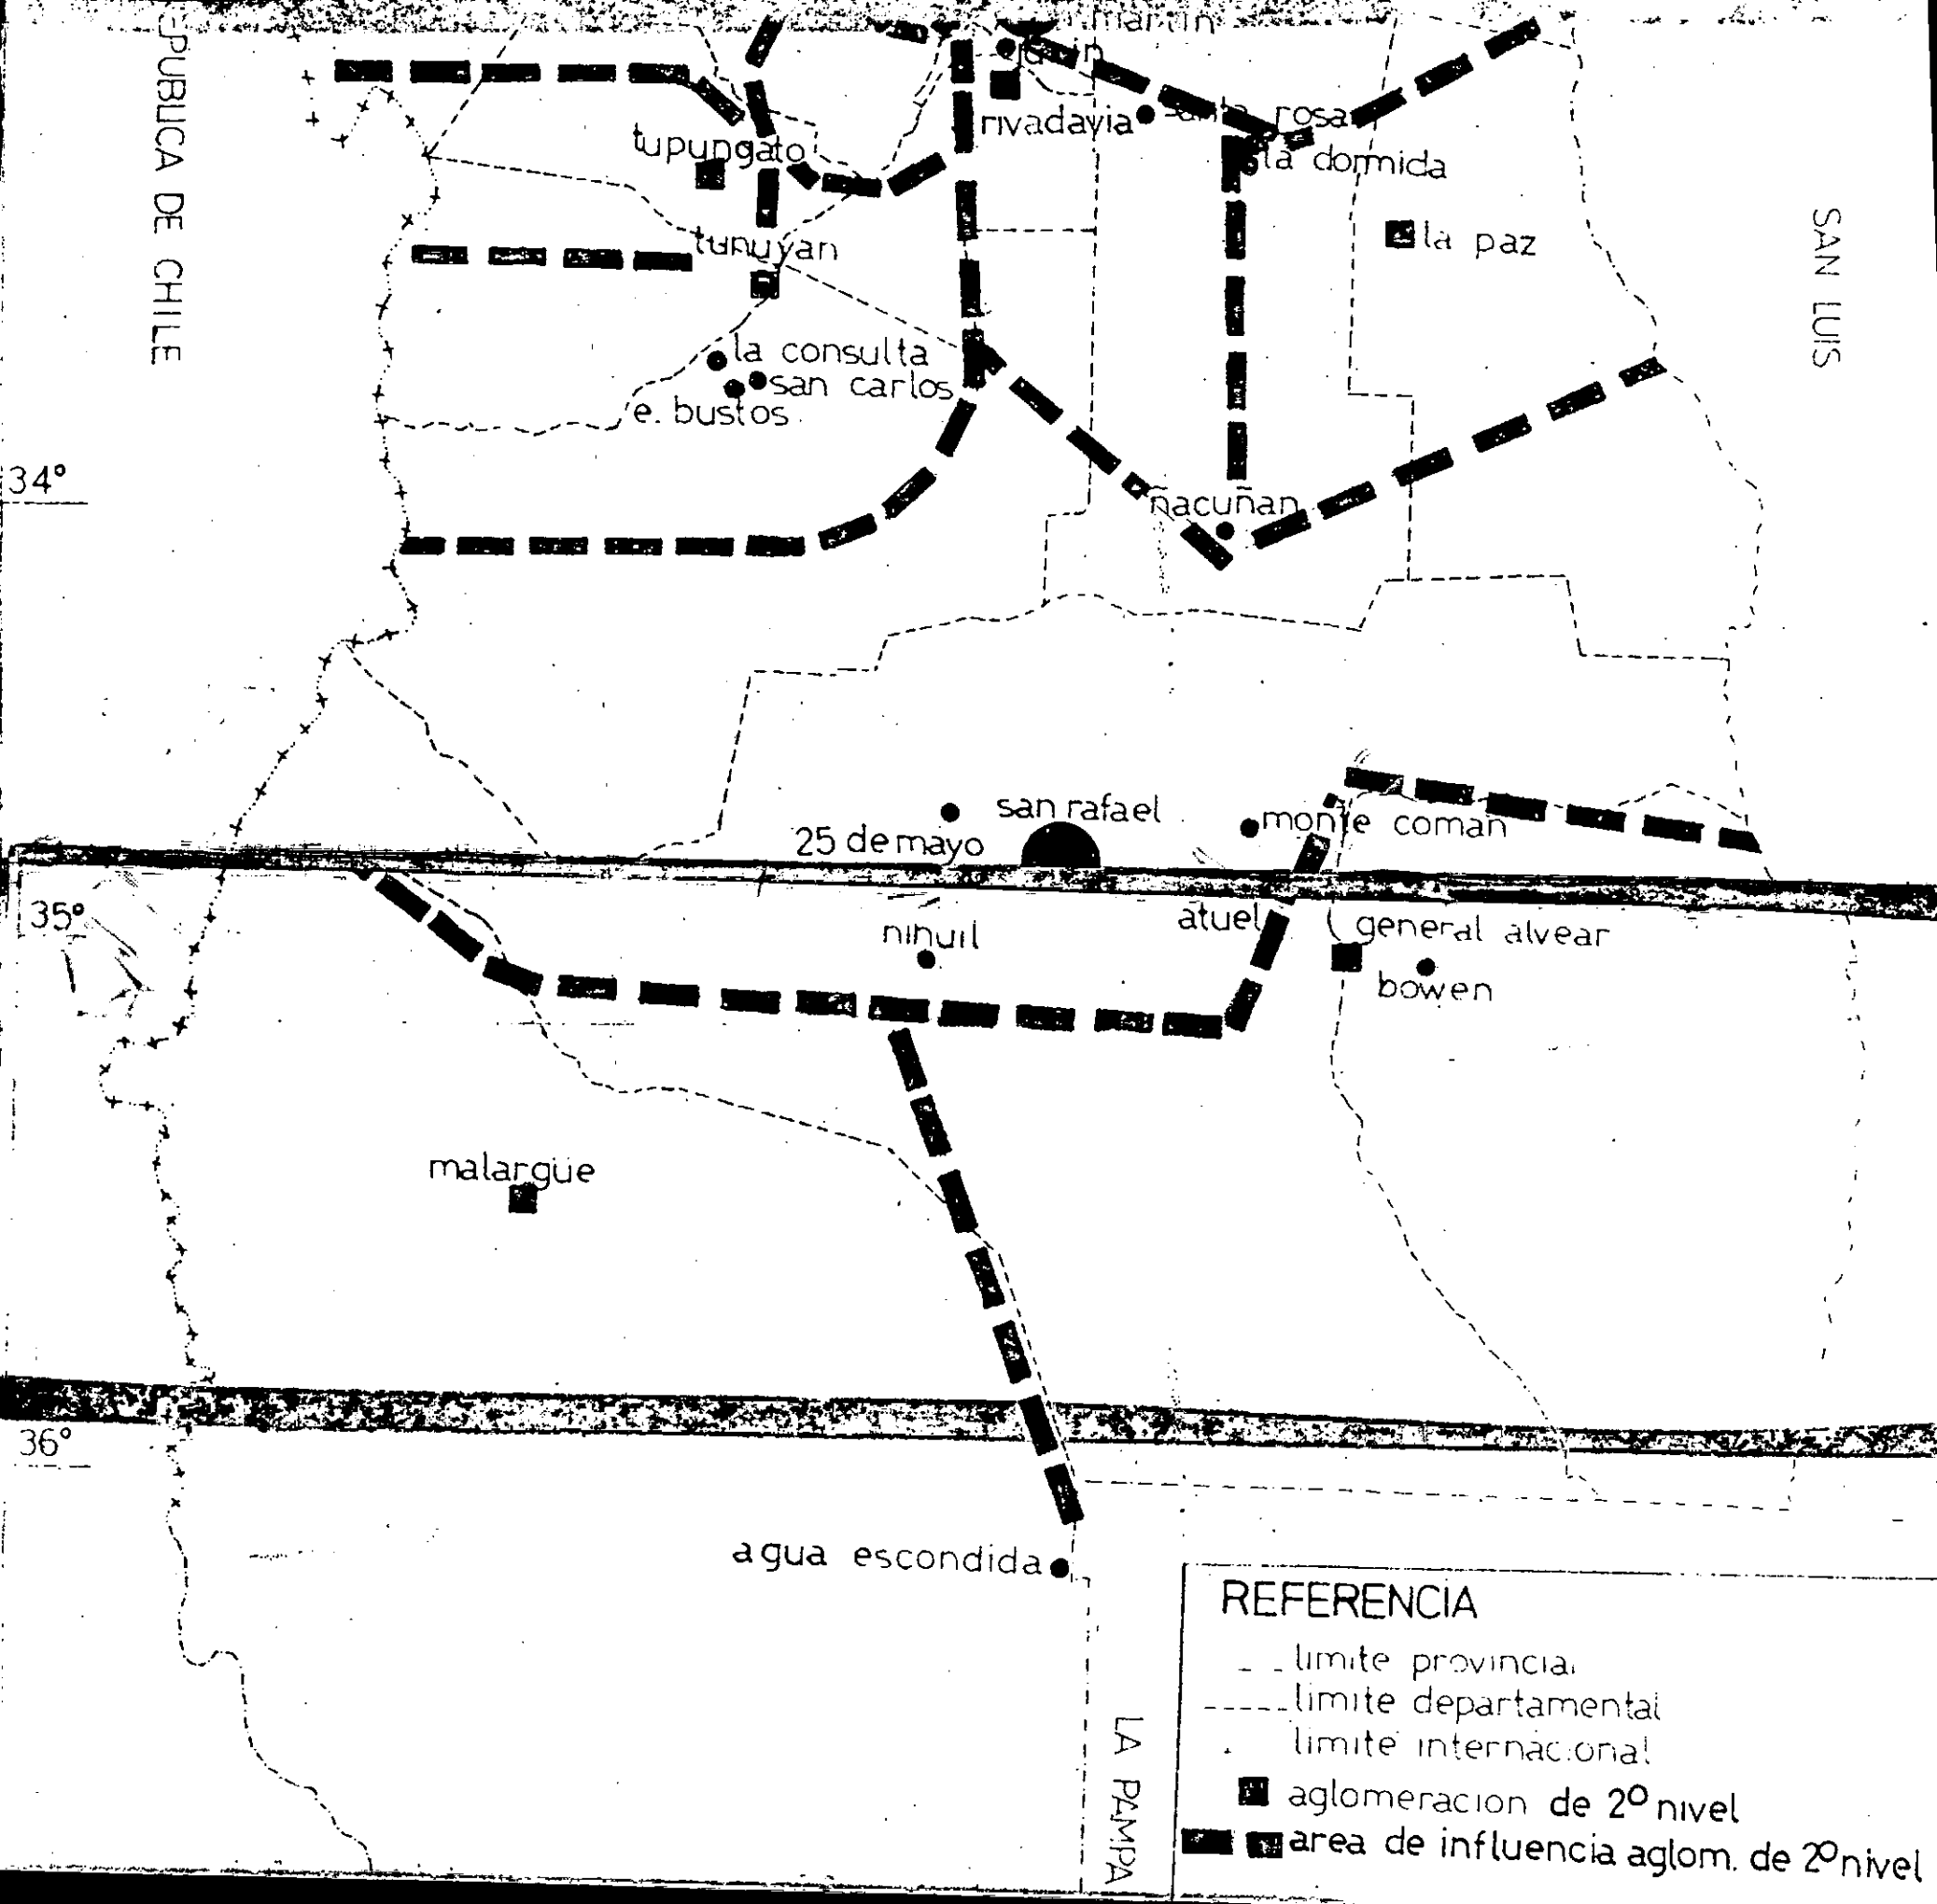 martin
rivadavia
rosa
tupungato
la dormida
la paz
tunuyan
la consulta
san carlos
e. bustos
PUBLICA DE CHILE
SAN LUIS
34°
ñacuñan
san rafael
25 de mayo
monte coman
35°
atuel
general alvear
nihuil
bowen
malargüe
36°
agua escondida
LA PAMPA
REFERENCIA
limite provincial
limite departamental
limite internacional
aglomeracion de 2º nivel
area de influencia aglom. de 2º nivel